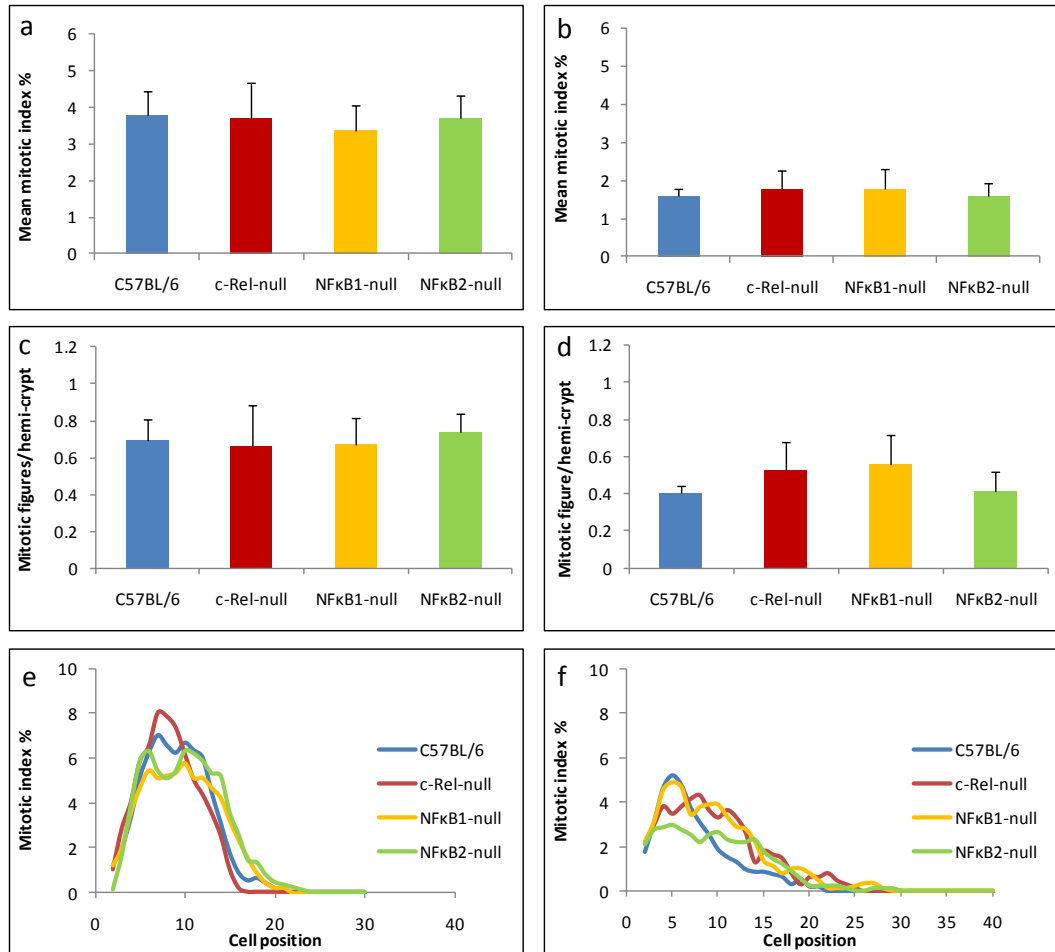 a
Mean mitotic index %
6
5
4
3
2
1
0
C57BL/6 c-Rel-null NFκB1-null NFκB2-null
b
Mean mitotic index %
6
5
4
3
2
1
0
C57BL/6 c-Rel-null NFκB1-null NFκB2-null
c
Mitotic figures/hemi-crypt
1.2
1
0.8
0.6
0.4
0.2
0
C57BL/6 c-Rel-null NFκB1-null NFκB2-null
d
Mitotic figure/hemi-crypt
1.2
1
0.8
0.6
0.4
0.2
0
C57BL/6 c-Rel-null NFκB1-null NFκB2-null
e
Mitotic index %
10
8
6
4
2
0
C57BL/6
c-Rel-null
NFκB1-null
NFκB2-null
0 10 20 30 40
Cell position
f
Mitotic index %
10
8
6
4
2
0
C57BL/6
c-Rel-null
NFκB1-null
NFκB2-null
0 5 10 15 20 25 30 35 40
Cell position